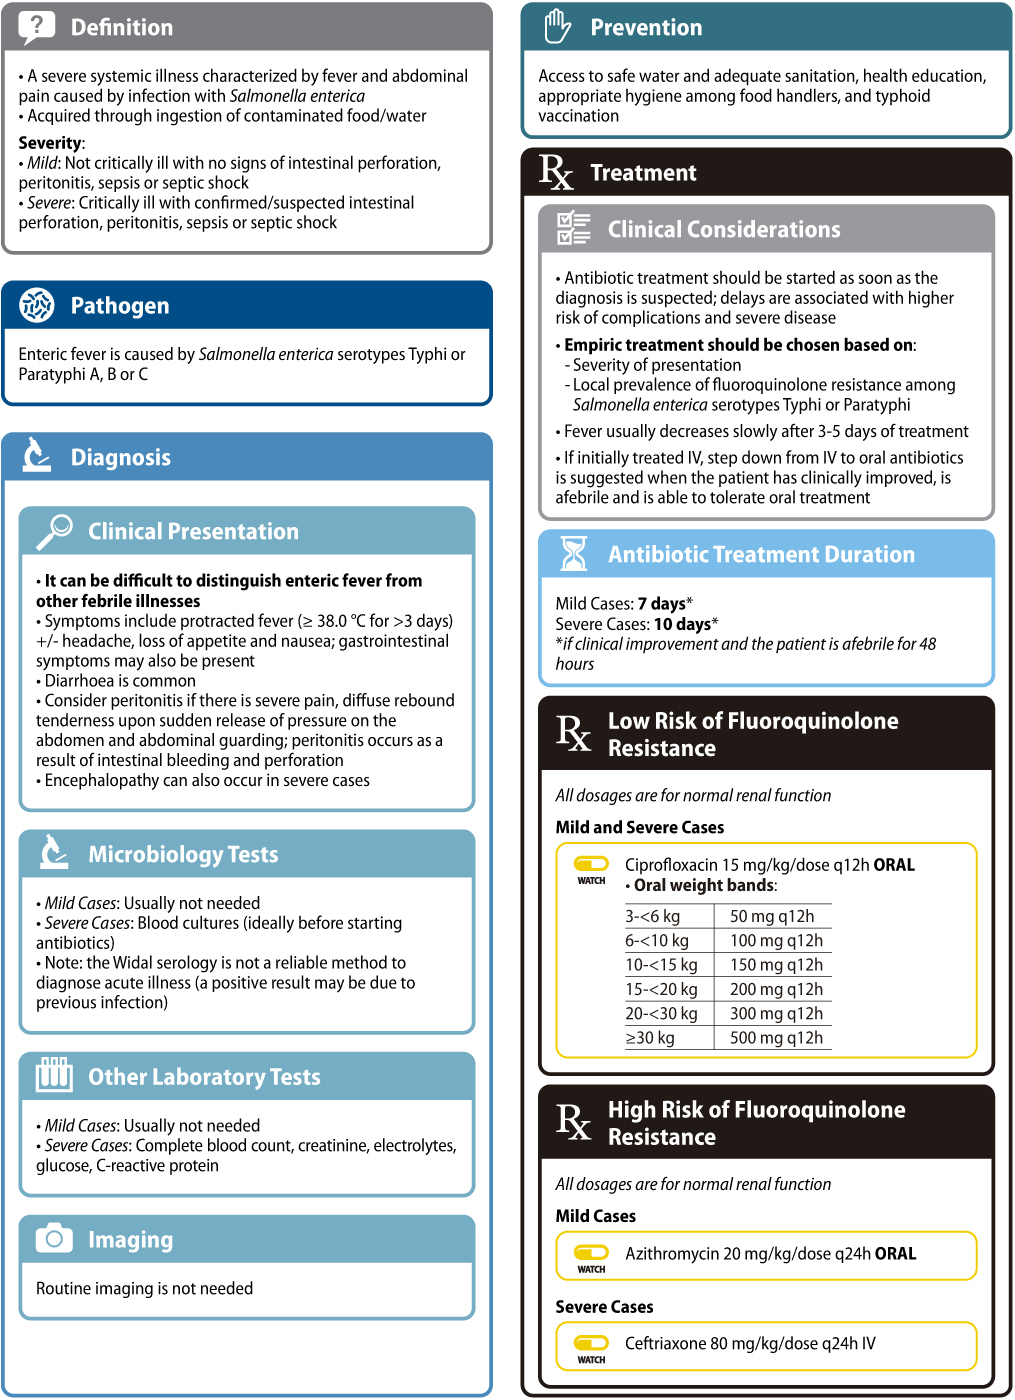 Definition
• A severe systemic illness characterized by fever and abdominal
pain caused by infection with Salmonella enterica
• Acquired through ingestion of contaminated food/water
Severity:
• Mild: Not critically ill with no signs of intestinal perforation,
peritonitis, sepsis or septic shock
• Severe: Critically ill with confirmed/suspected intestinal
perforation, peritonitis, sepsis or septic shock
Pathogen
Enteric fever is caused by Salmonella enterica serotypes Typhi or
Paratyphi A, B or C
Diagnosis
Clinical Presentation
• It can be difficult to distinguish enteric fever from
other febrile illnesses
• Symptoms include protracted fever (≥ 38.0 °C for >3 days)
+/- headache, loss of appetite and nausea; gastrointestinal
symptoms may also be present
• Diarrhoea is common
• Consider peritonitis if there is severe pain, diffuse rebound
tenderness upon sudden release of pressure on the
abdomen and abdominal guarding; peritonitis occurs as a
result of intestinal bleeding and perforation
• Encephalopathy can also occur in severe cases
Microbiology Tests
• Mild Cases: Usually not needed
• Severe Cases: Blood cultures (ideally before starting
antibiotics)
• Note: the Widal serology is not a reliable method to
diagnose acute illness (a positive result may be due to
previous infection)
Other Laboratory Tests
• Mild Cases: Usually not needed
• Severe Cases: Complete blood count, creatinine, electrolytes,
glucose, C-reactive protein
Imaging
Routine imaging is not needed
Prevention
Access to safe water and adequate sanitation, health education,
appropriate hygiene among food handlers, and typhoid
vaccination
Rx Treatment
Clinical Considerations
• Antibiotic treatment should be started as soon as the
diagnosis is suspected; delays are associated with higher
risk of complications and severe disease
• Empiric treatment should be chosen based on:
- Severity of presentation
- Local prevalence of fluoroquinolone resistance among
Salmonella enterica serotypes Typhi or Paratyphi
• Fever usually decreases slowly after 3-5 days of treatment
• If initially treated IV, step down from IV to oral antibiotics
is suggested when the patient has clinically improved, is
afebrile and is able to tolerate oral treatment
Antibiotic Treatment Duration
Mild Cases: 7 days*
Severe Cases: 10 days*
*if clinical improvement and the patient is afebrile for 48
hours
Rx Low Risk of Fluoroquinolone
Resistance
All dosages are for normal renal function
Mild and Severe Cases
WATCH
Ciprofloxacin 15 mg/kg/dose q12h ORAL
• Oral weight bands:
3-<6 kg 50 mg q12h
6-<10 kg 100 mg q12h
10-<15 kg 150 mg q12h
15-<20 kg 200 mg q12h
20-<30 kg 300 mg q12h
≥30 kg 500 mg q12h
Rx High Risk of Fluoroquinolone
Resistance
All dosages are for normal renal function
Mild Cases
WATCH
Azithromycin 20 mg/kg/dose q24h ORAL
Severe Cases
WATCH
Ceftriaxone 80 mg/kg/dose q24h IV